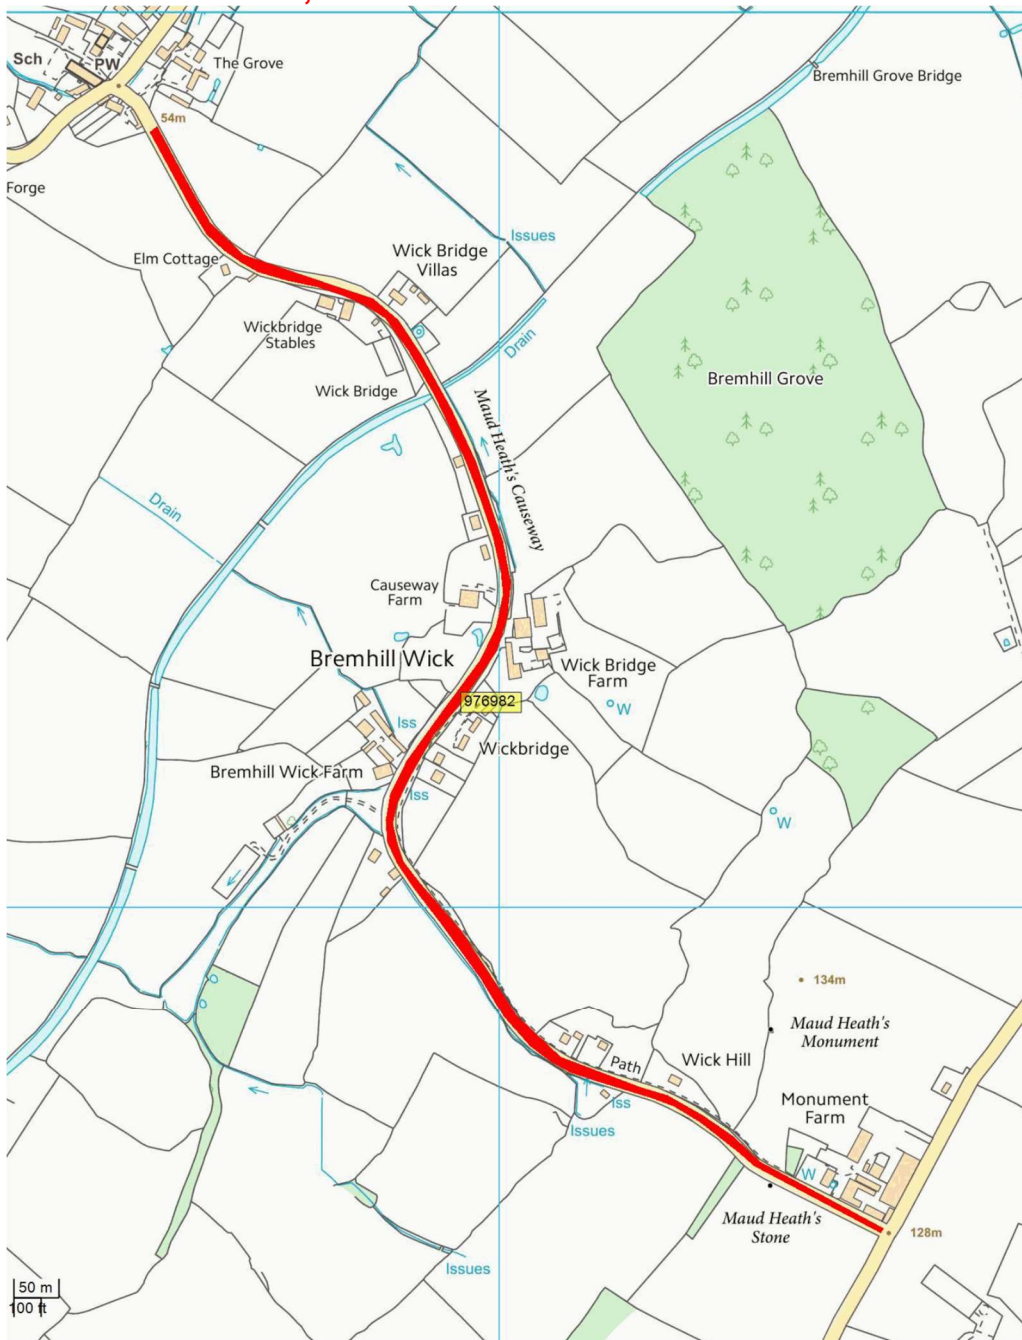 Sch
PW
The Grove
54m
Forge
Bremhill Grove Bridge
Elm Cottage
Issues
Wick Bridge
Villas
Wickbridge
Stables
Drain
Wick Bridge
Bremhill Grove
Maud Heath's Causeway
Drain
Causeway
Farm
Bremhill Wick
Wick Bridge
Farm
976982
W
Iss
Wickbridge
Bremhill Wick Farm
Iss
W
134m
Maud Heath's
Monument
Path
Wick Hill
Iss
Issues
Monument
Farm
W
Maud Heath's
Stone
128m
Issues
50 m
100 ft